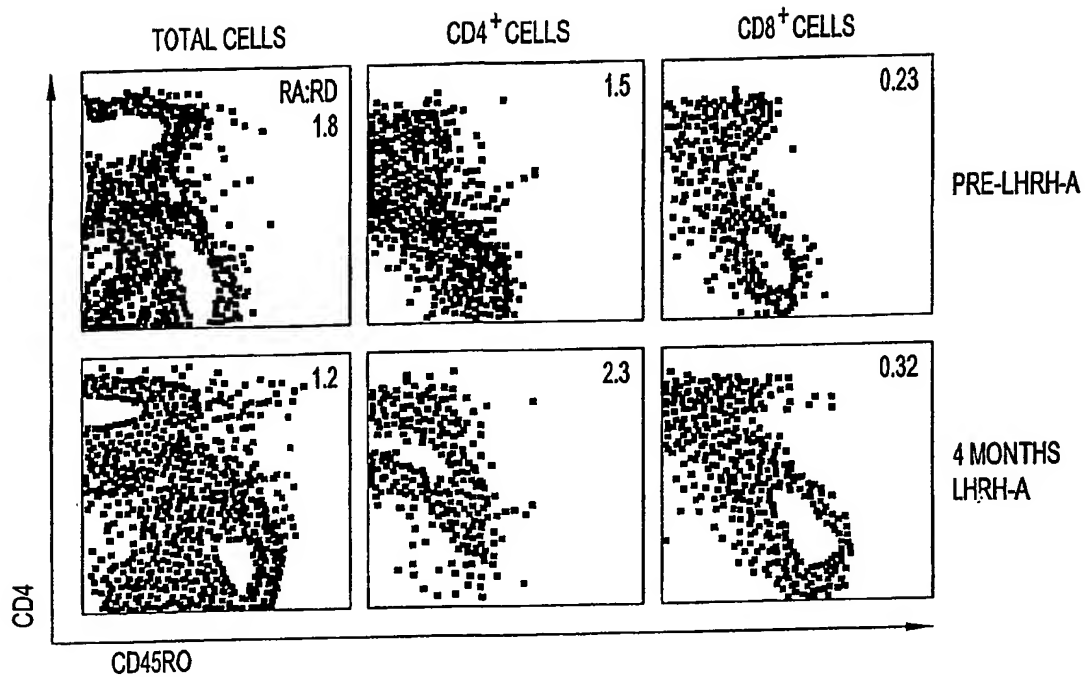 TOTAL CELLS
CD4+ CELLS
CD8+ CELLS
RA:RD
1.8
1.5
0.23
PRE-LHRH-A
1.2
2.3
0.32
4 MONTHS
LHRH-A
CD4
CD45RO